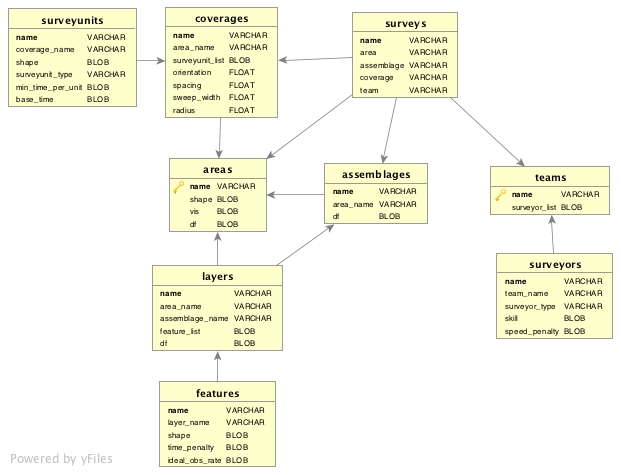 surveyunits
name VARCHAR
coverage_name VARCHAR
shape BLOB
surveyunit_type VARCHAR
min_time_per_unit BLOB
base_time BLOB
coverages
name VARCHAR
area_name VARCHAR
surveyunit_list BLOB
orientation FLOAT
spacing FLOAT
sweep_width FLOAT
radius FLOAT
surveys
name VARCHAR
area VARCHAR
assemblage VARCHAR
coverage VARCHAR
team VARCHAR
areas
name VARCHAR
shape BLOB
vis BLOB
df BLOB
assemblages
name VARCHAR
area_name VARCHAR
df BLOB
teams
name VARCHAR
surveyor_list BLOB
layers
name VARCHAR
area_name VARCHAR
assemblage_name VARCHAR
feature_list BLOB
df BLOB
surveyors
name VARCHAR
team_name VARCHAR
surveyor_type VARCHAR
skill BLOB
speed_penalty BLOB
features
name VARCHAR
layer_name VARCHAR
shape BLOB
time_penalty BLOB
ideal_obs_rate BLOB
Powered by yFiles